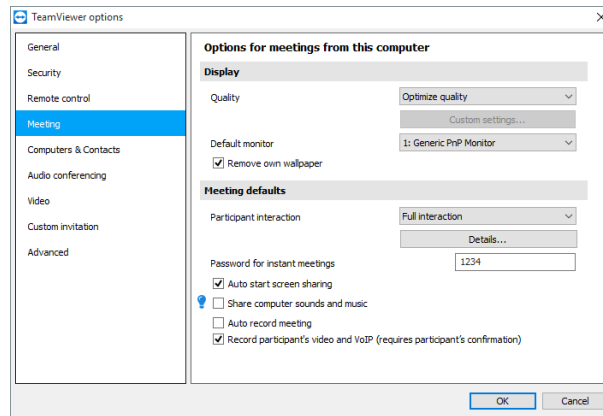 TeamViewer options
General
Security
Remote control
Meeting
Computers & Contacts
Audio conferencing
Video
Custom invitation
Advanced
Options for meetings from this computer
Display
Quality
Optimize quality
Custom settings...
Default monitor
1: Generic PnP Monitor
Remove own wallpaper
Meeting defaults
Participant interaction
Full interaction
Details...
Password for instant meetings
1234
Auto start screen sharing
Share computer sounds and music
Auto record meeting
Record participant's video and VoIP (requires participant's confirmation)
OK
Cancel